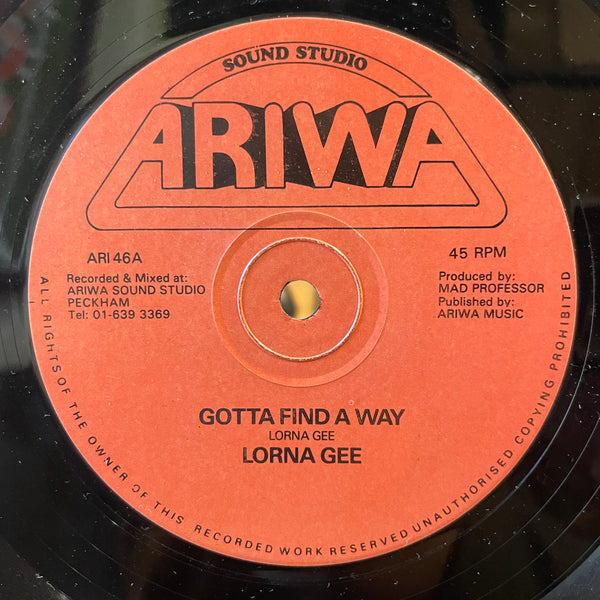 SOUND STUDIO
ARIWA
ARI 46A
45 RPM
Recorded & Mixed at:
ARIWA SOUND STUDIO
PECKHAM
Tel: 01-639 3369
Produced by:
MAD PROFESSOR
Published by:
ARIWA MUSIC
GOTTA FIND A WAY
LORNA GEE
LORNA GEE
ALL RIGHTS OF THE OWNER OF THIS RECORDED WORK RESERVED UNAUTHORISED COPYING PROHIBITED